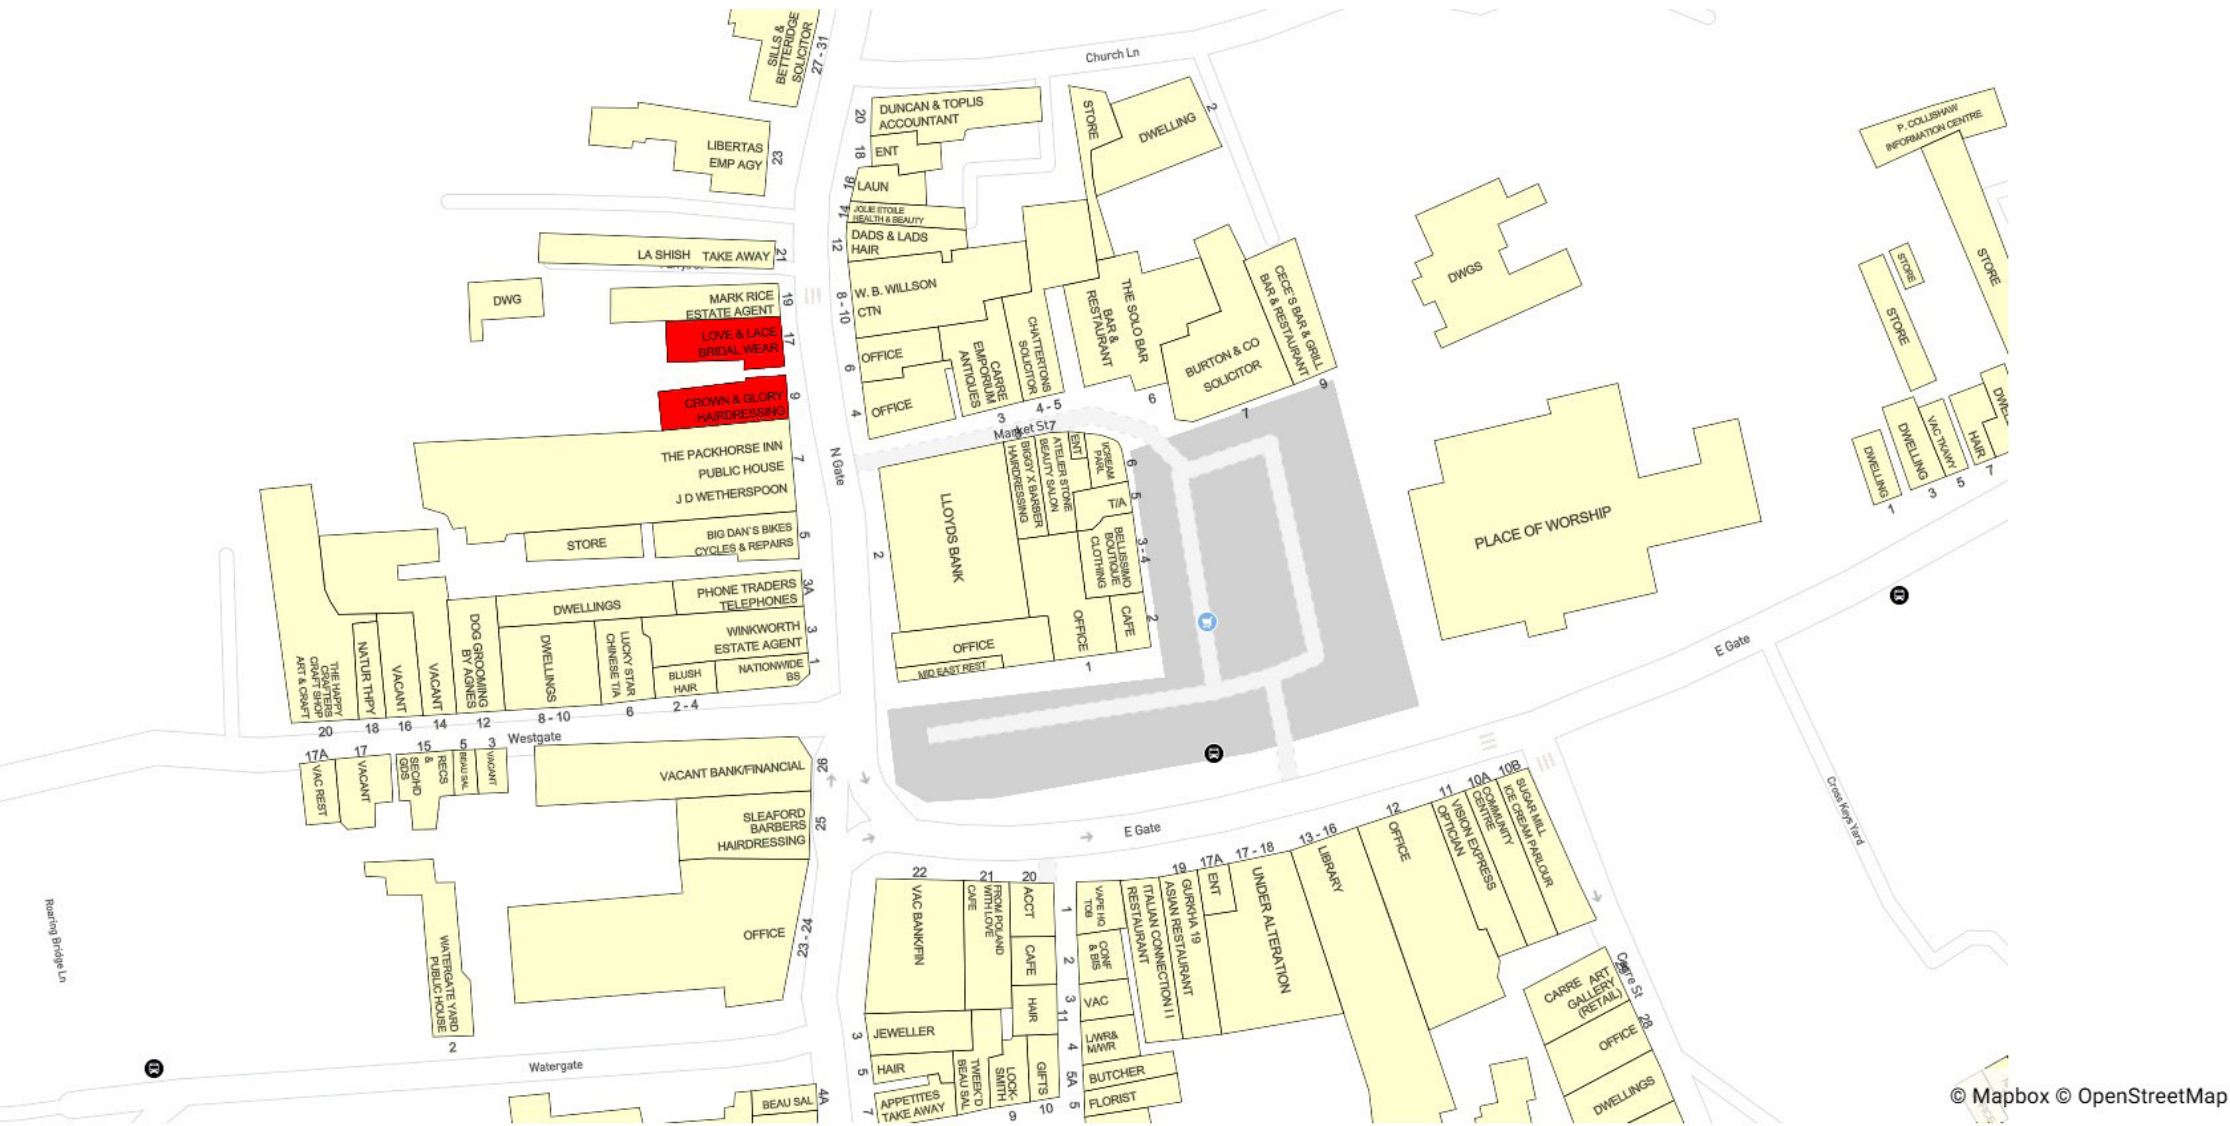 SILLS &
BETTERIDGE
SOLICITOR
27 - 31
Church Ln
LIBERTAS
EMP AGY
23
20
DUNCAN & TOPLIS
ACCOUNTANT
18
ENT
16
LAUN
14
JOLIE ETOILE
HEALTH & BEAUTY
12
DADS & LADS
HAIR
STORE
DWELLING
2
P. COLLISHAW
INFORMATION CENTRE
STORE
STORE
STORE
DWGS
LA SHISH TAKE AWAY
21
DWG
MARK RICE
ESTATE AGENT
19
LOVE & LACE
BRIDAL WEAR
17
CROWN & GLORY
HAIRDRESSING
9
8 - 10
W. B. WILLSON
CTN
OFFICE
6
OFFICE
4
CARRE
EMPORIUM
ANTIQUES
3
CHATTERTONS
SOLICITOR
4 - 5
THE SOLO BAR
BAR &
RESTAURANT
6
BURTON & CO
SOLICITOR
7
CECE'S BAR & GRILL
BAR & RESTAURANT
9
Market St
N Gate
THE PACKHORSE INN
PUBLIC HOUSE
J D WETHERSPOON
7
STORE
BIG DAN'S BIKES
CYCLES & REPAIRS
5
PHONE TRADERS
TELEPHONES
3A
DWELLINGS
WINKWORTH
ESTATE AGENT
3
NATIONWIDE
BS
1
BLUSH
HAIR
2 - 4
LUCKY STAR
CHINESE T/A
6
DWELLINGS
8 - 10
DOG GROOMING
BY AGNES
12
VACANT
14
VACANT
16
NATUR THPY
18
THE HAPPY
CRAFTERS
CRAFT SHOP
ART & CRAFT
20
LLOYDS BANK
2
BIGGY X BARBER
HAIRDRESSING
7
ATELIER STONE
BEAUTY SALON
ENT
ICREAM
PARL
6
T/A
5
BELLISSIMO
BOUTIQUE
CLOTHING
3 - 4
CAFE
2
OFFICE
1
OFFICE
MID EAST REST
PLACE OF WORSHIP
DWELLING
1
DWELLING
3
VAC TKAWY
5
HAIR
7
E Gate
Cross Keys Yard
Westgate
17A
VAC REST
17
VACANT
15
RECS
&
SEC/HD
GDS
5
BEAU SAL
3
VACANT
VACANT BANK/FINANCIAL
26
SLEAFORD
BARBERS
HAIRDRESSING
25
OFFICE
23 - 24
WATERGATE YARD
PUBLIC HOUSE
2
Roaring Bridge Ln
Watergate
BEAU SAL
4A
E Gate
22
VAC BANK/FIN
21
FROM POLAND
WITH LOVE
CAFE
20
ACCT
CAFE
HAIR
11
JEWELLER
3
HAIR
5
APPETITES
TAKE AWAY
7
TWEEK'D
BEAU SAL
LOCK-
SMITH
9
GIFTS
10
1
VAPE HQ
TOB
2
CONF
& BIS
3
VAC
4
L/WR&
M/WR
5A
BUTCHER
5
FLORIST
ITALIAN CONNECTION II
RESTAURANT
19
GURKHA 19
ASIAN RESTAURANT
17A
ENT
17 - 18
UNDER ALTERATION
13 - 16
LIBRARY
12
OFFICE
11
VISION EXPRESS
OPTICIAN
10A
COMMUNITY
CENTRE
10B
SUGAR MILL
ICE CREAM PARLOUR
CARRE ART
GALLERY
(RETAIL)
Carre St
OFFICE
28
DWELLINGS
© Mapbox © OpenStreetMap